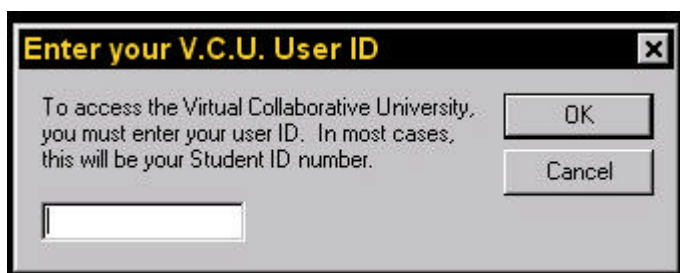 Enter your V.C.U. User ID
To access the Virtual Collaborative University,
you must enter your user ID.  In most cases,
this will be your Student ID number.
OK
Cancel